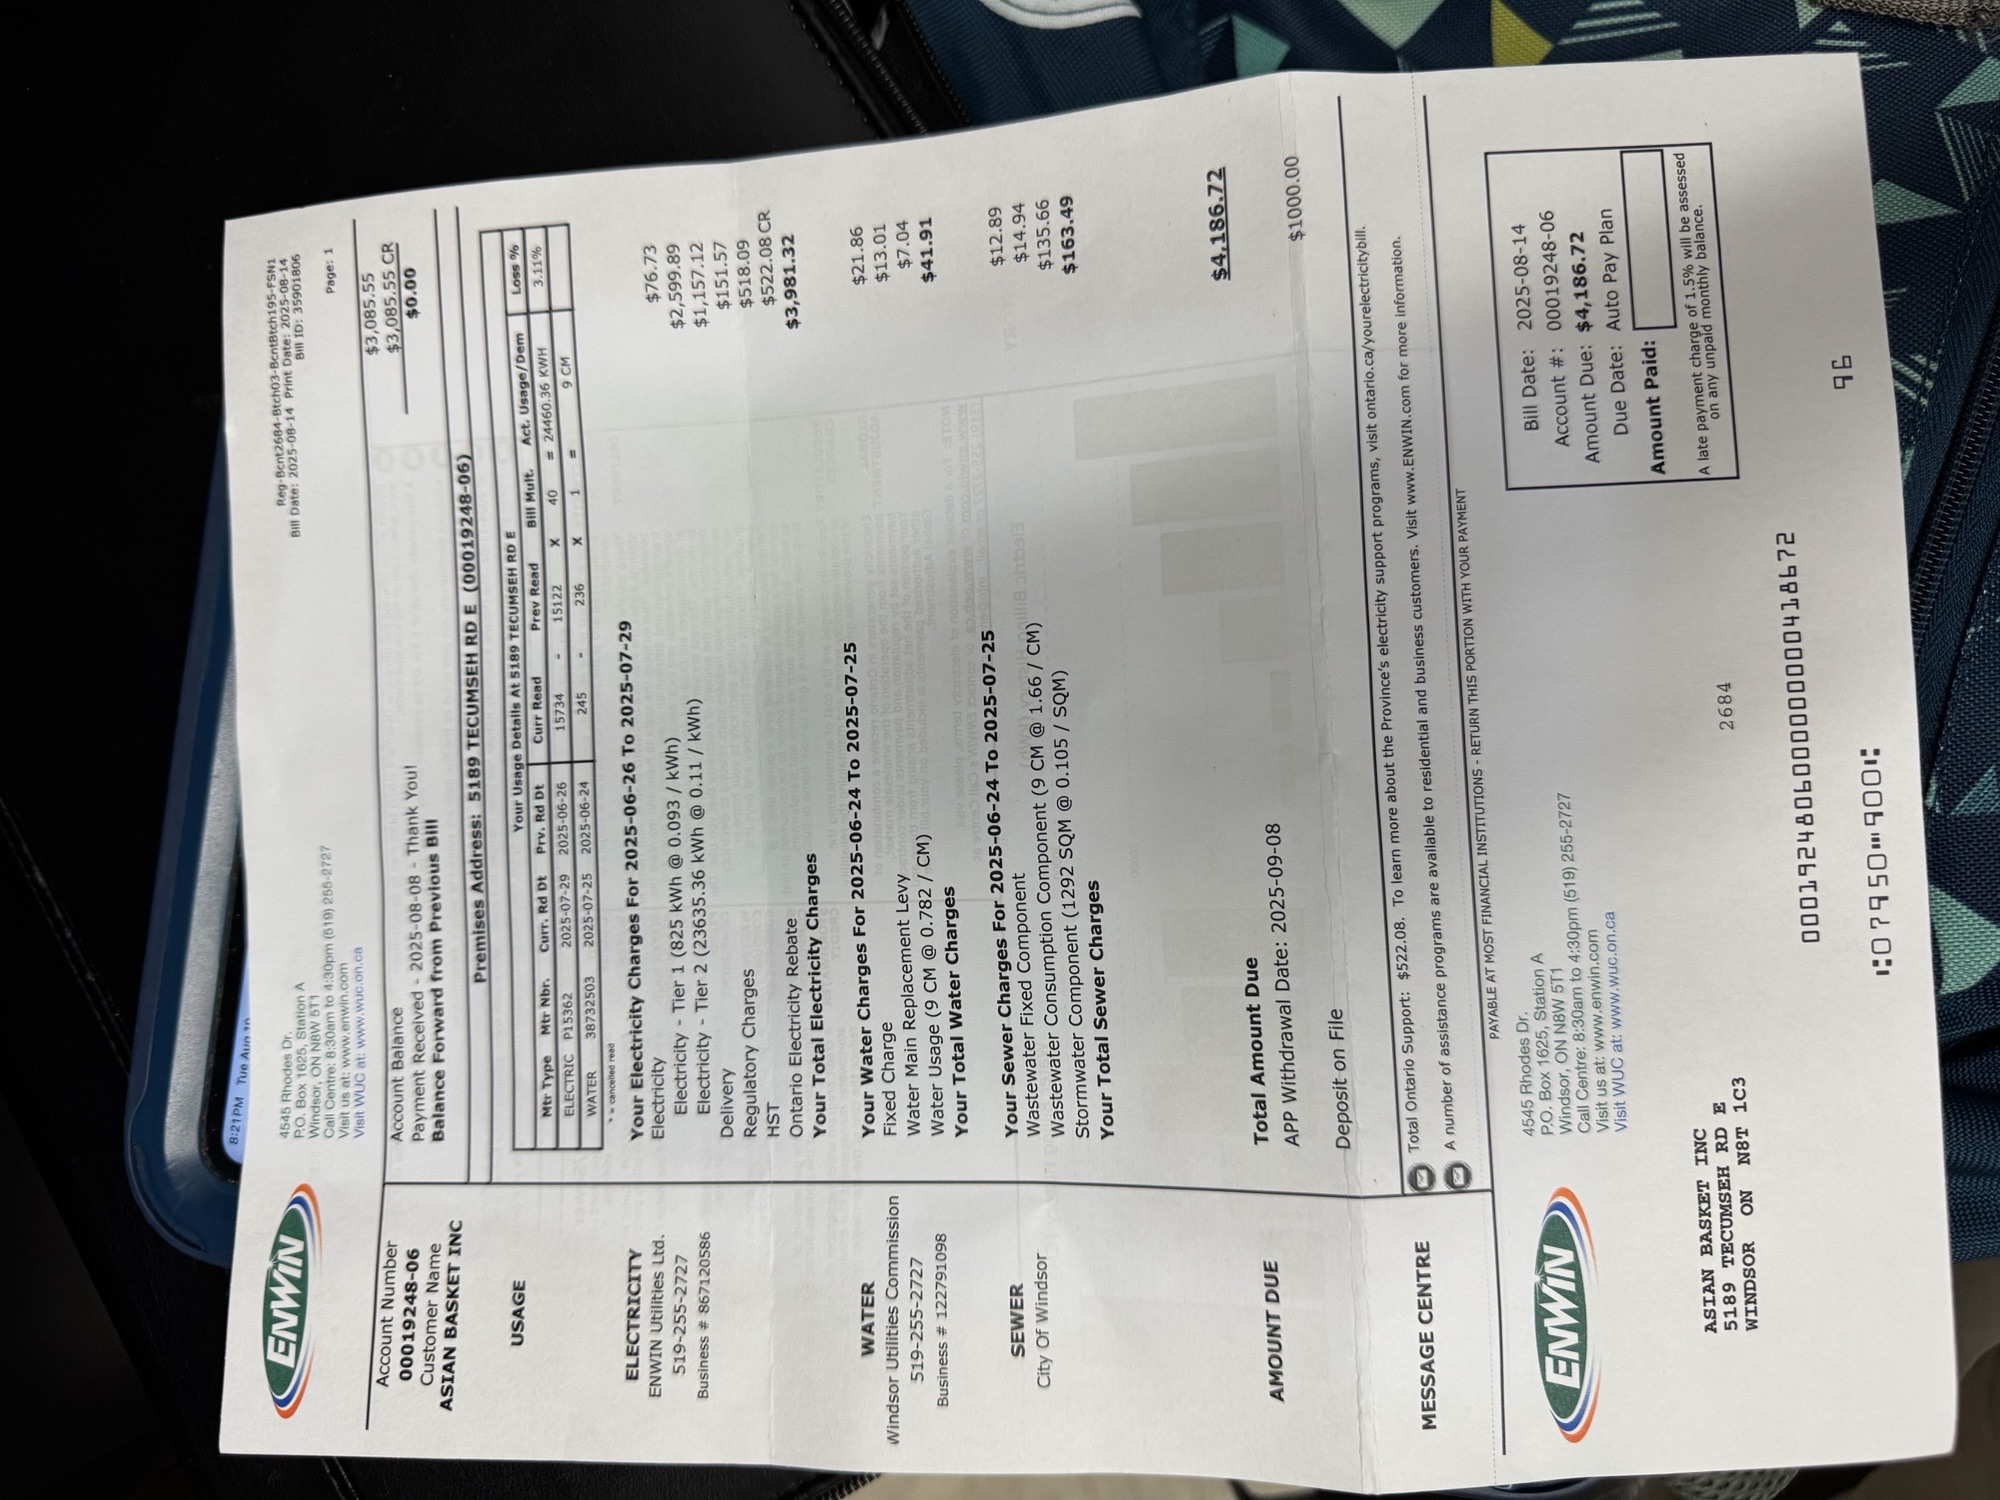 8:21PM Tue Aug 19
ENWIN
4545 Rhodes Dr.
P.O. Box 1625, Station A
Windsor, ON N8W 5T1
Call Centre: 8:30am to 4:30pm (519) 255-2727
Visit us at: www.enwin.com
Visit WUC at: www.wuc.on.ca
Reg-Bcnt2684-Btch03-BcntBtch195-FSN1
Bill Date: 2025-08-14 Print Date: 2025-08-14
Bill ID: 35901806
Page: 1
Account Number
00019248-06
Customer Name
ASIAN BASKET INC
Account Balance $3,085.55
Payment Received - 2025-08-08 - Thank You! $3,085.55 CR
Balance Forward from Previous Bill $0.00
Premises Address: 5189 TECUMSEH RD E (00019248-06)
USAGE
Your Usage Details At 5189 TECUMSEH RD E
Mtr Type Mtr Nbr. Curr. Rd Dt Prv. Rd Dt Curr Read Prev Read Bill Mult. Act. Usage/Dem Loss %
ELECTRIC P15362 2025-07-29 2025-06-26 15734 - 15122 X 40 = 24460.36 KWH 3.11%
WATER 38732503 2025-07-25 2025-06-24 245 - 236 X 1 = 9 CM
* = cancelled read
ELECTRICITY
ENWIN Utilities Ltd.
519-255-2727
Business # 867120586
Your Electricity Charges For 2025-06-26 To 2025-07-29
Electricity
Electricity - Tier 1 (825 kWh @ 0.093 / kWh) $76.73
Electricity - Tier 2 (23635.36 kWh @ 0.11 / kWh) $2,599.89
Delivery $1,157.12
Regulatory Charges $151.57
HST $518.09
Ontario Electricity Rebate $522.08 CR
Your Total Electricity Charges $3,981.32
WATER
Windsor Utilities Commission
519-255-2727
Business # 122791098
Your Water Charges For 2025-06-24 To 2025-07-25
Fixed Charge $21.86
Water Main Replacement Levy $13.01
Water Usage (9 CM @ 0.782 / CM) $7.04
Your Total Water Charges $41.91
SEWER
City Of Windsor
Your Sewer Charges For 2025-06-24 To 2025-07-25
Wastewater Fixed Component $12.89
Wastewater Consumption Component (9 CM @ 1.66 / CM) $14.94
Stormwater Component (1292 SQM @ 0.105 / SQM) $135.66
Your Total Sewer Charges $163.49
AMOUNT DUE
Total Amount Due $4,186.72
APP Withdrawal Date: 2025-09-08
Deposit on File $1000.00
MESSAGE CENTRE
Total Ontario Support: $522.08. To learn more about the Province's electricity support programs, visit ontario.ca/yourelectricitybill.
A number of assistance programs are available to residential and business customers. Visit www.ENWIN.com for more information.
PAYABLE AT MOST FINANCIAL INSTITUTIONS - RETURN THIS PORTION WITH YOUR PAYMENT
ENWIN
4545 Rhodes Dr.
P.O. Box 1625, Station A
Windsor, ON N8W 5T1
Call Centre: 8:30am to 4:30pm (519) 255-2727
Visit us at: www.enwin.com
Visit WUC at: www.wuc.on.ca
Bill Date: 2025-08-14
Account #: 00019248-06
Amount Due: $4,186.72
Due Date: Auto Pay Plan
Amount Paid:
A late payment charge of 1.5% will be assessed
on any unpaid monthly balance.
ASIAN BASKET INC
5189 TECUMSEH RD E
WINDSOR ON N8T 1C3
2684
00019248060000000000418672
96
⑆07950⑉900⑆